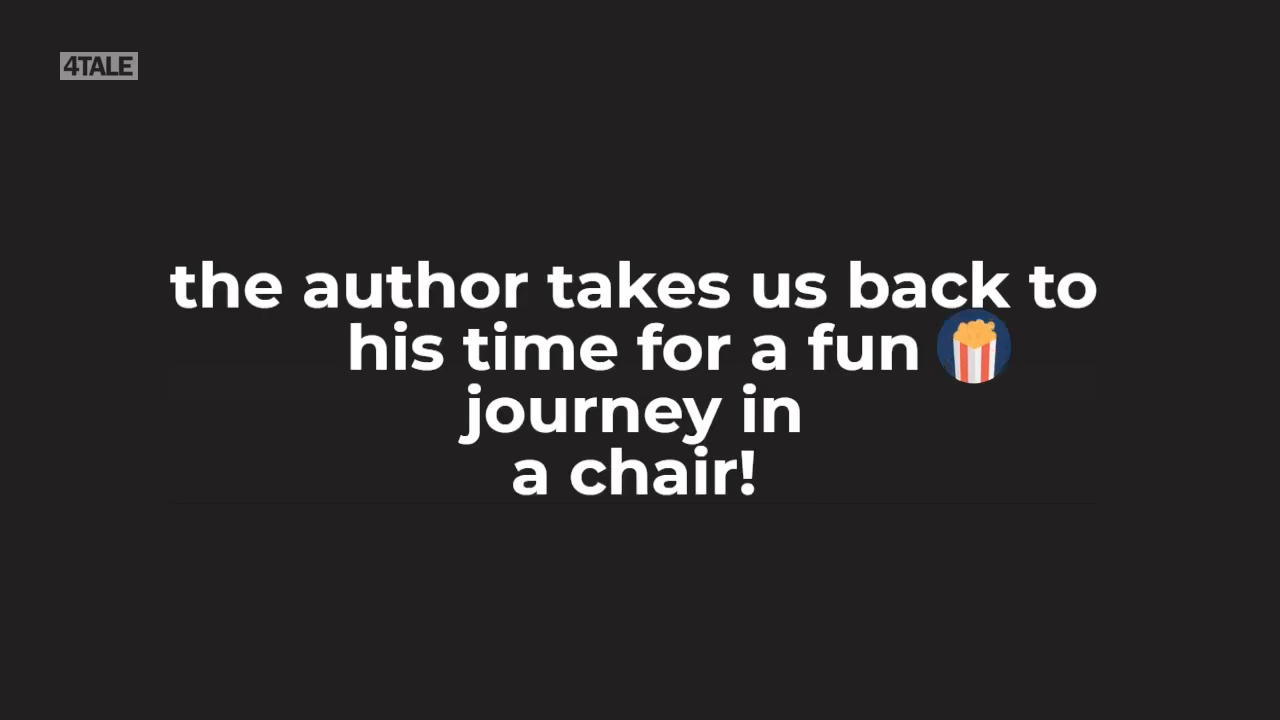 4TALE
the author takes us back to
his time for a fun
journey in
a chair!